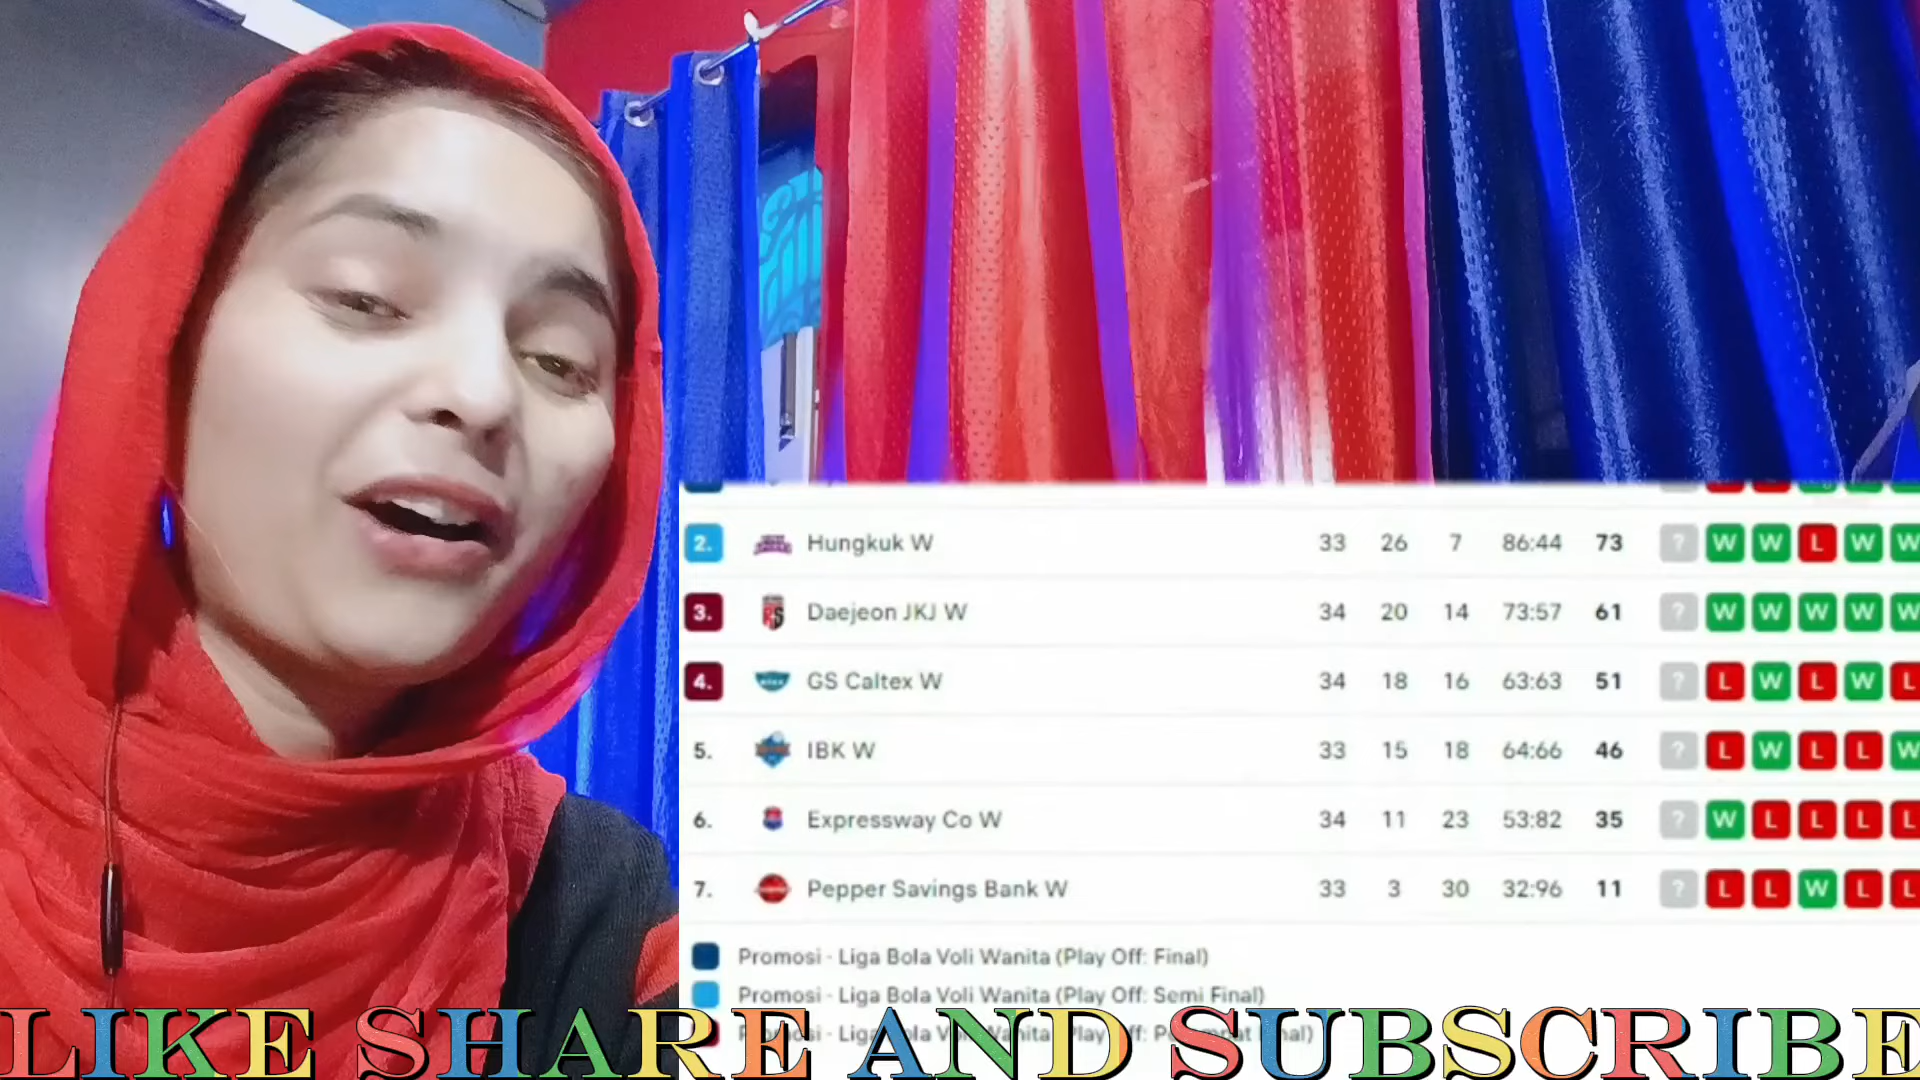 2. Hungkuk W 33 26 7 86:44 73 ? W W L W W
3. Daejeon JKJ W 34 20 14 73:57 61 ? W W W W W
4. GS Caltex W 34 18 16 63:63 51 ? L W L W L
5. IBK W 33 15 18 64:66 46 ? L W L L W
6. Expressway Co W 34 11 23 53:82 35 ? W L L L L
7. Pepper Savings Bank W 33 3 30 32:96 11 ? L L W L L
Promosi - Liga Bola Voli Wanita (Play Off: Final)
Promosi - Liga Bola Voli Wanita (Play Off: Semi Final)
LIKE SHARE AND SUBSCRIBE